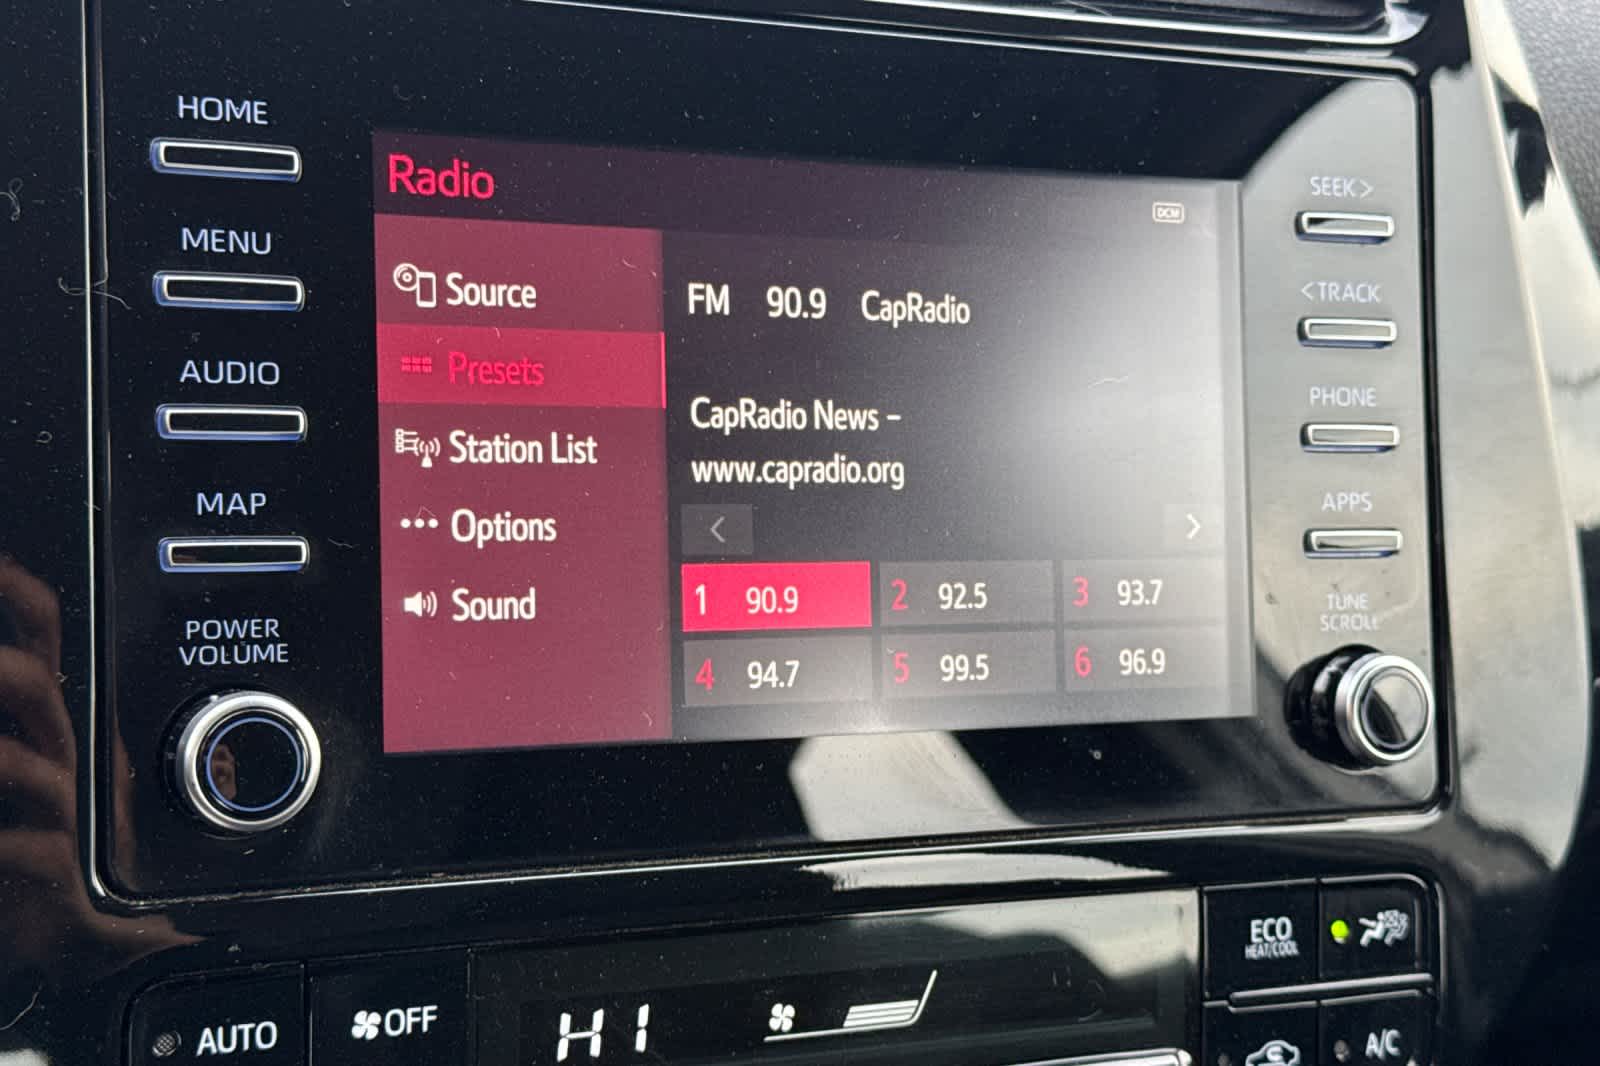 HOME
MENU
AUDIO
MAP
POWER
VOLUME
Radio
DCM
Source
Presets
Station List
Options
Sound
FM 90.9 CapRadio
CapRadio News –
www.capradio.org
<
>
1 90.9
2 92.5
3 93.7
4 94.7
5 99.5
6 96.9
SEEK >
< TRACK
PHONE
APPS
TUNE
SCROLL
AUTO
OFF
HI
ECO
HEAT/COOL
A/C